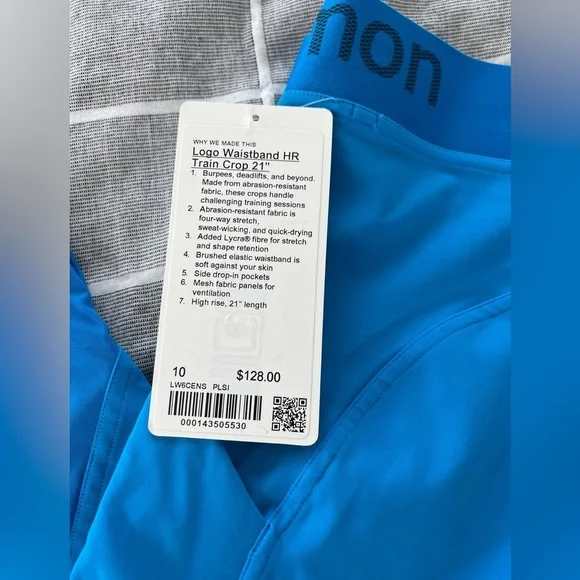 non
WHY WE MADE THIS
Logo Waistband HR
Train Crop 21"
1. Burpees, deadlifts, and beyond.
Made from abrasion-resistant
fabric, these crops handle
challenging training sessions
2. Abrasion-resistant fabric is
four-way stretch,
sweat-wicking, and quick-drying
3. Added Lycra® fibre for stretch
and shape retention
4. Brushed elastic waistband is
soft against your skin
5. Side drop-in pockets
6. Mesh fabric panels for
ventilation
7. High rise, 21" length
10 $128.00
LW6CENS PLSI
000143505530